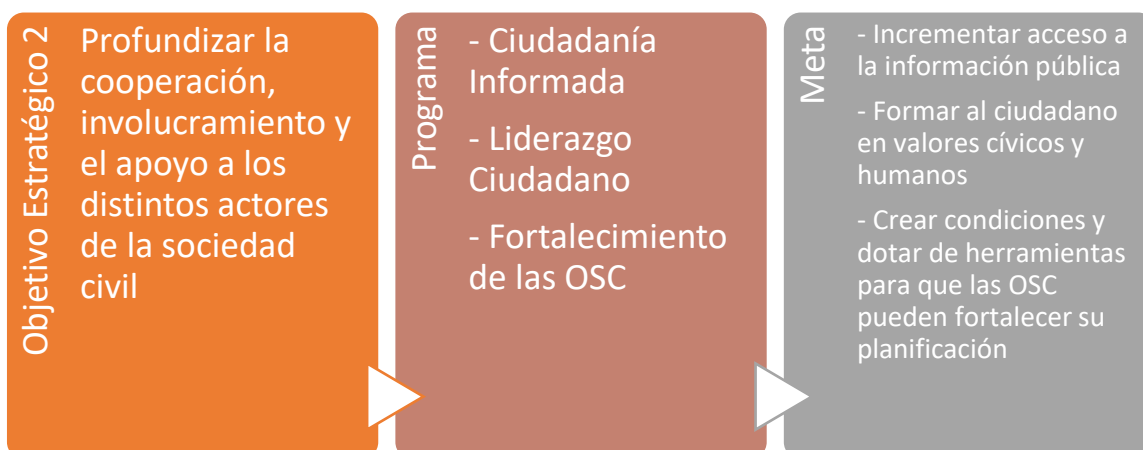 Objetivo Estratégico 2
Profundizar la
cooperación,
involucramiento y
el apoyo a los
distintos actores
de la sociedad
civil
Programa
- Ciudadanía
Informada
- Liderazgo
Ciudadano
- Fortalecimiento
de las OSC
Meta
- Incrementar acceso a
la información pública
- Formar al ciudadano
en valores cívicos y
humanos
- Crear condiciones y
dotar de herramientas
para que las OSC
pueden fortalecer su
planificación